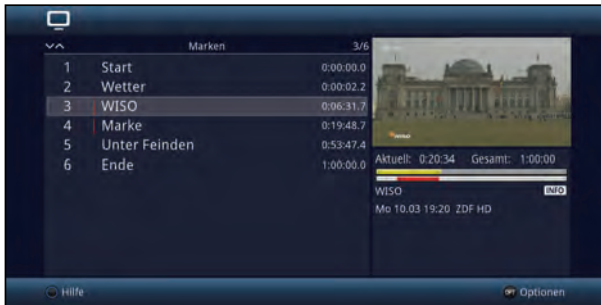 Marken 3/6
1 Start 0:00:00.0
2 Wetter 0:00:02.2
3 WISO 0:06:31.7
4 Marke 0:19:48.7
5 Unter Feinden 0:53:47.4
6 Ende 1:00:00.0
Aktuell: 0:20:34 Gesamt: 1:00:00
WISO INFO
Mo 10.03 19:20 ZDF HD
Hilfe
OPT Optionen